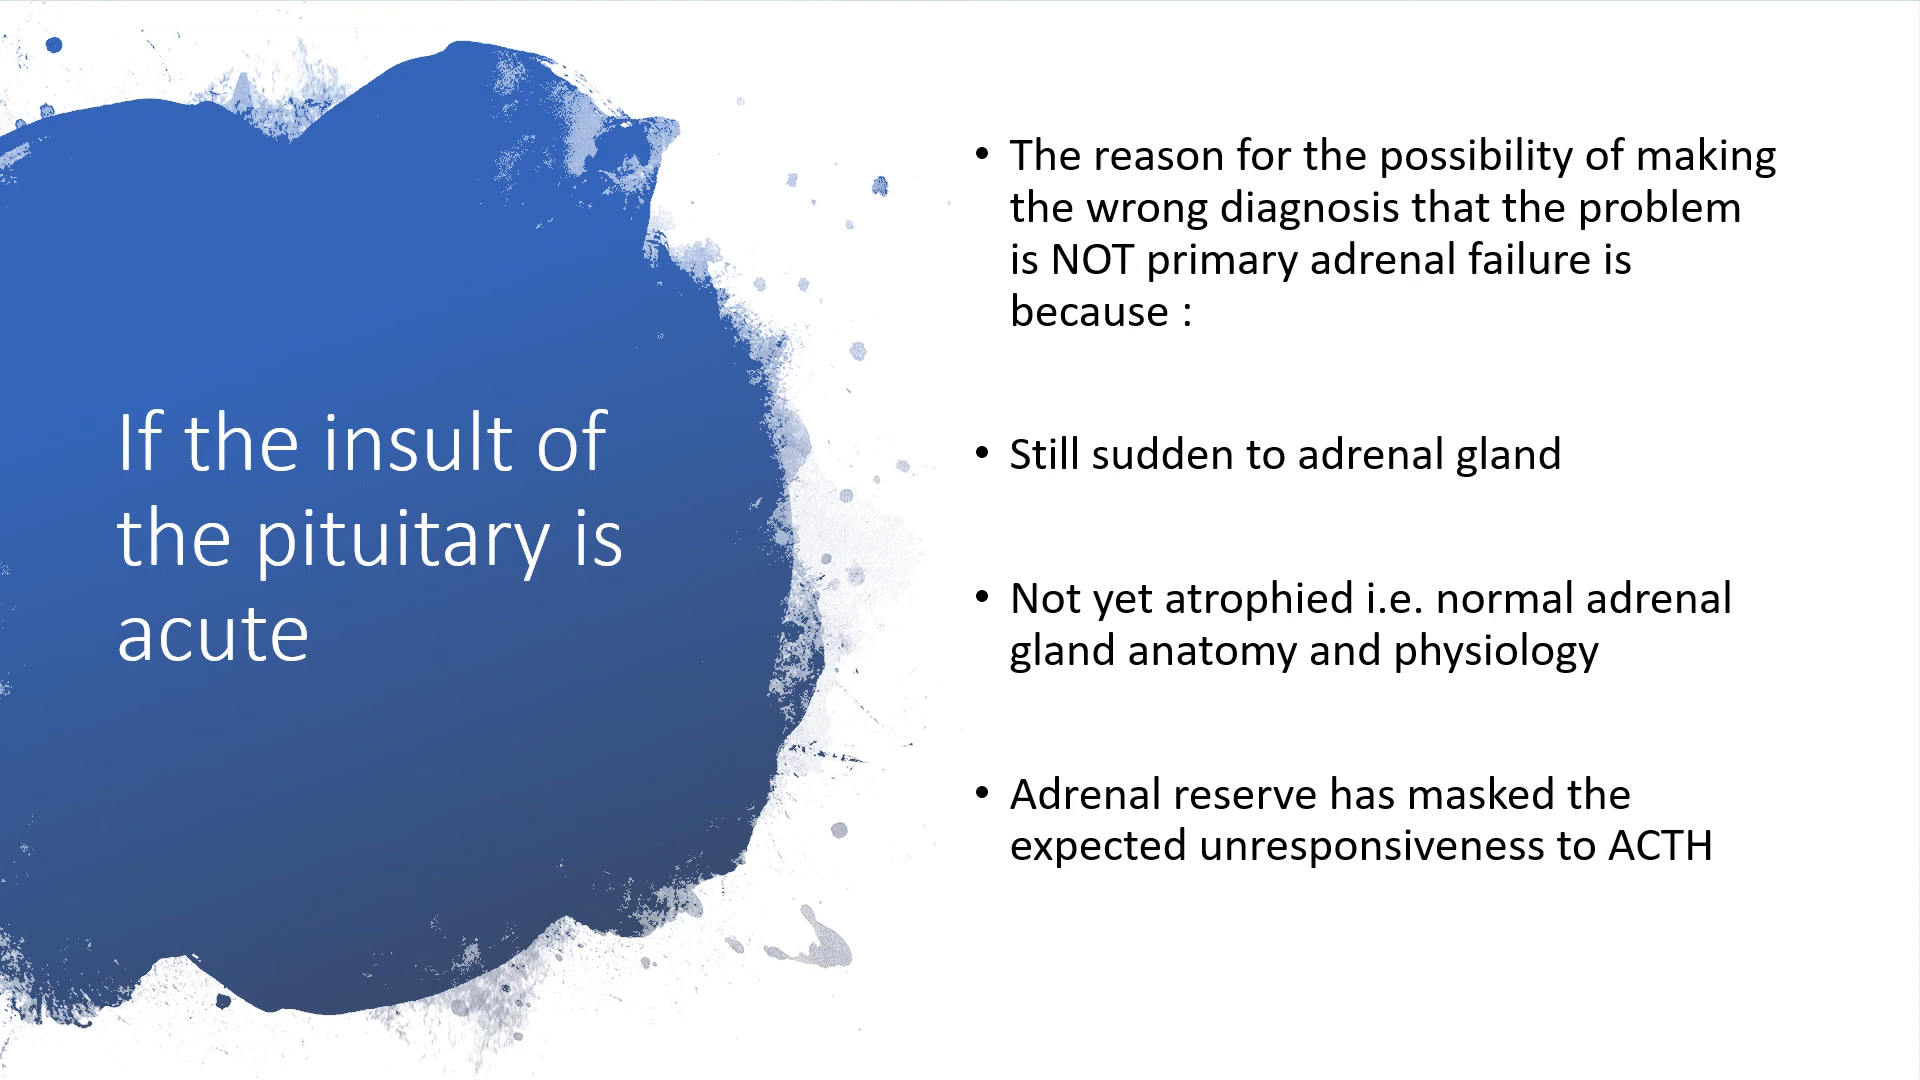 If the insult of
the pituitary is
acute
• The reason for the possibility of making
the wrong diagnosis that the problem
is NOT primary adrenal failure is
because :
• Still sudden to adrenal gland
• Not yet atrophied i.e. normal adrenal
gland anatomy and physiology
• Adrenal reserve has masked the
expected unresponsiveness to ACTH